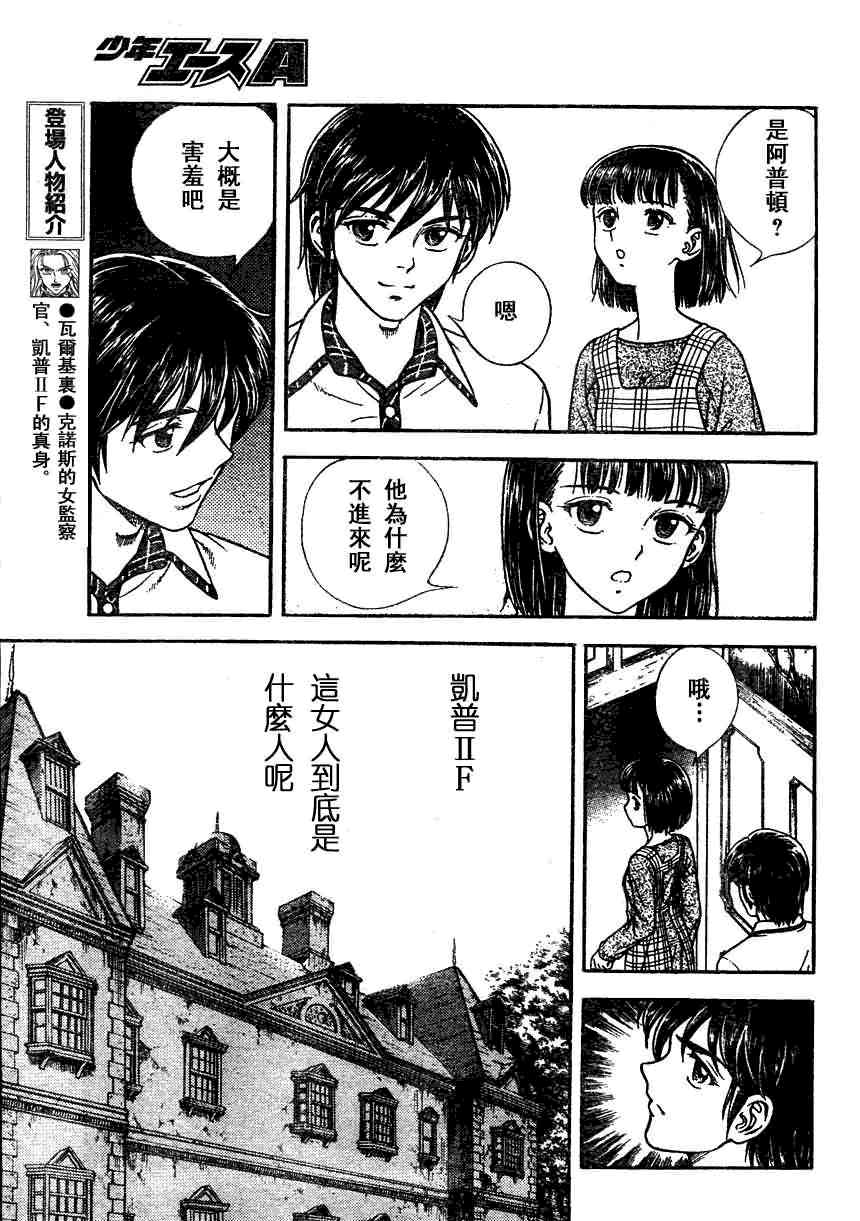 少年エースA
是阿普頓？
嗯
大概是
害羞吧
登場人物紹介
●瓦爾基裏●克諾斯的女監察
官、凱普ⅡF的真身。
他為什麼
不進來呢
哦…
凱普ⅡF
這女人到底是
什麼人呢